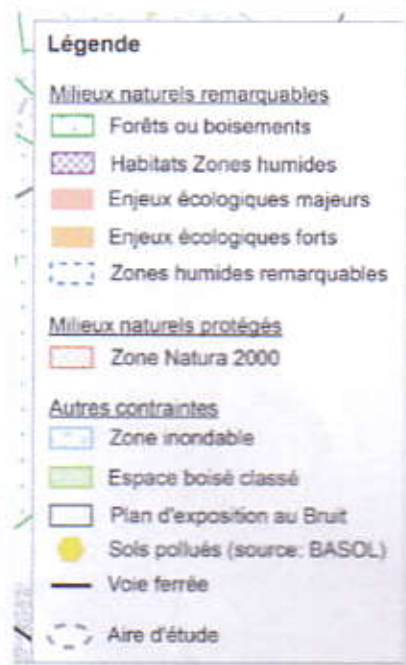 Légende
Milieux naturels remarquables
Forêts ou boisements
Habitats Zones humides
Enjeux écologiques majeurs
Enjeux écologiques forts
Zones humides remarquables
Milieux naturels protégés
Zone Natura 2000
Autres contraintes
Zone inondable
Espace boisé classé
Plan d'exposition au Bruit
Sols pollués (source: BASOL)
Voie ferrée
Aire d'étude